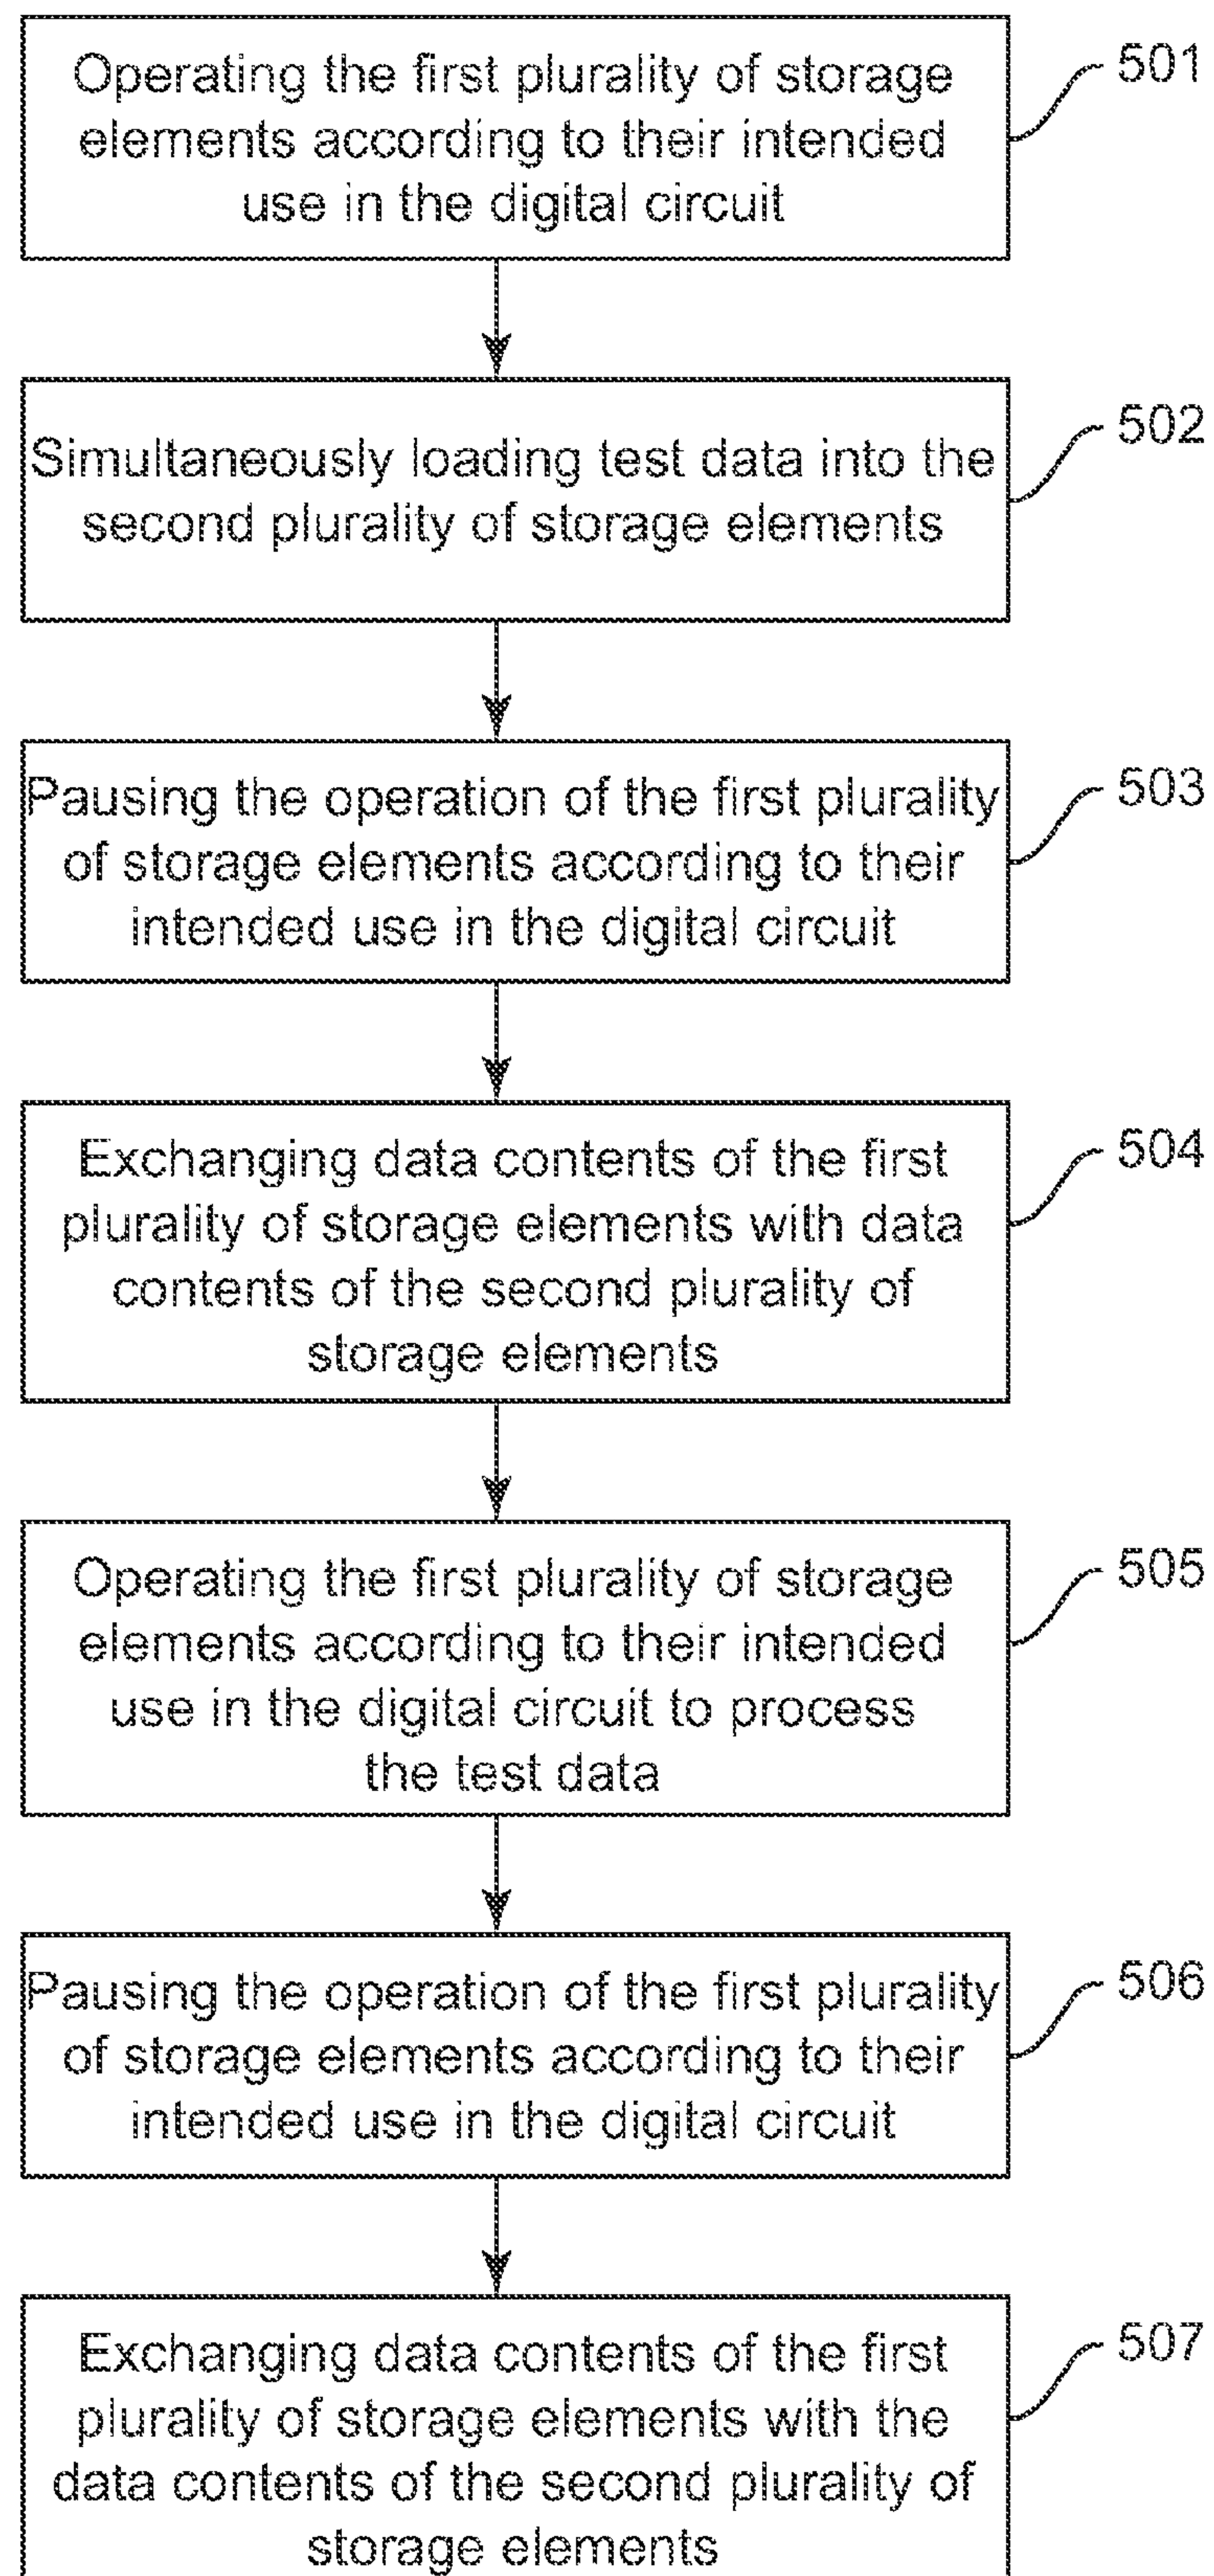 Operating the first plurality of storage
elements according to their intended
use in the digital circuit
501
Simultaneously loading test data into the
second plurality of storage elements
502
Pausing the operation of the first plurality
of storage elements according to their
intended use in the digital circuit
503
Exchanging data contents of the first
plurality of storage elements with data
contents of the second plurality of
storage elements
504
Operating the first plurality of storage
elements according to their intended
use in the digital circuit to process
the test data
505
Pausing the operation of the first plurality
of storage elements according to their
intended use in the digital circuit
506
Exchanging data contents of the first
plurality of storage elements with the
data contents of the second plurality of
storage elements
507